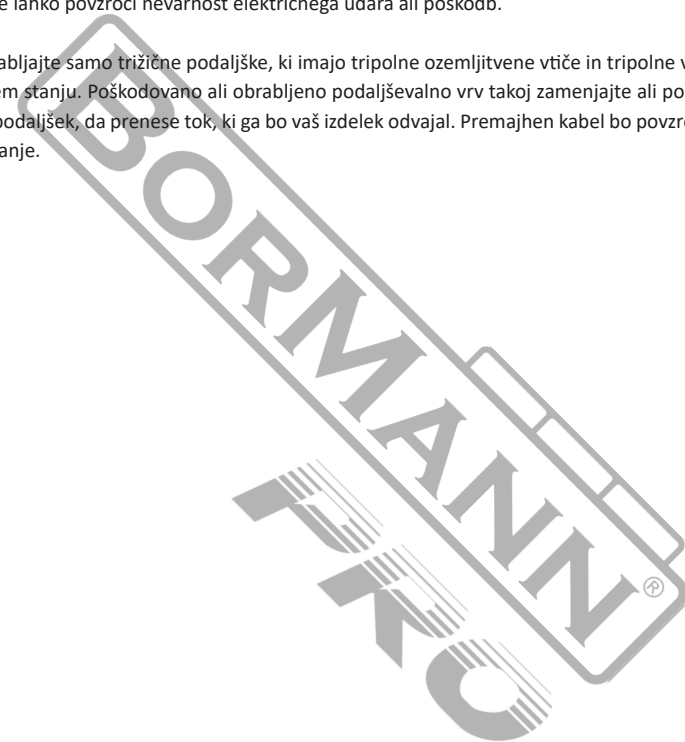 e lahko povzroči nevarnost električnega udara ali poškodb.
abljajte samo trižične podaljške, ki imajo tripolne ozemljitvene vtiče in tripolne v
em stanju. Poškodovano ali obrabljeno podaljševalno vrv takoj zamenjajte ali po
podaljšek, da prenese tok, ki ga bo vaš izdelek odvajal. Premajhen kabel bo povzro
anje.
BORMANN®
PRO